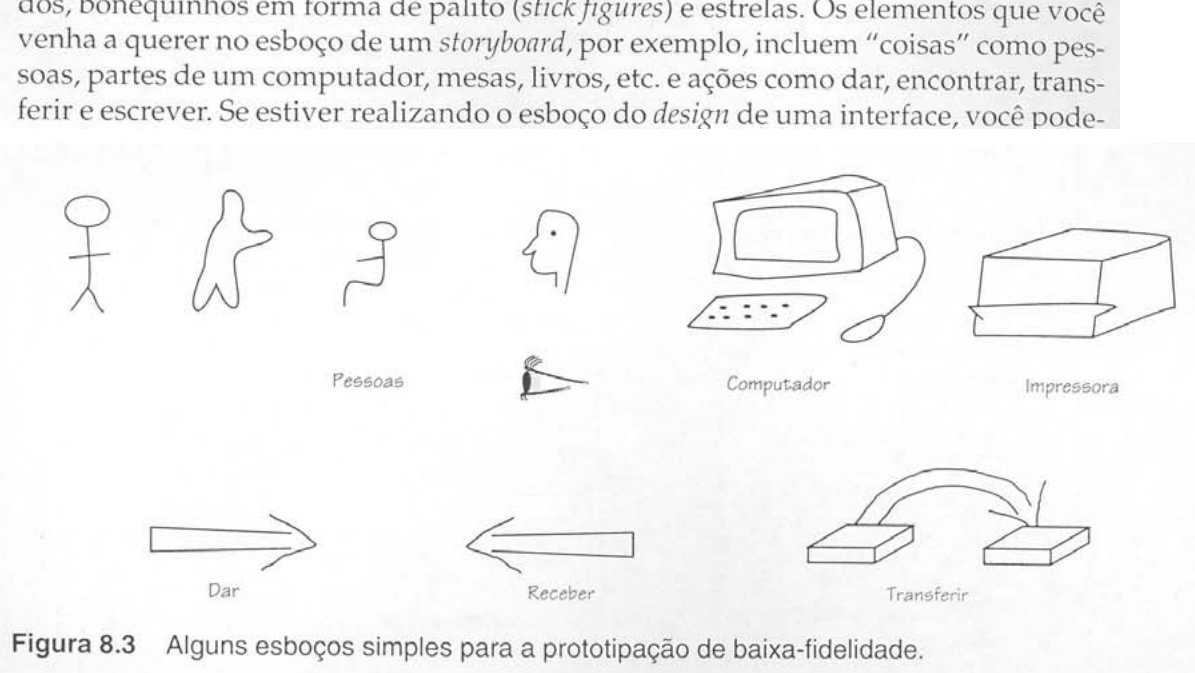 dos, bonequinhos em forma de palito (stick figures) e estrelas. Os elementos que você
venha a querer no esboço de um storyboard, por exemplo, incluem “coisas” como pes-
soas, partes de um computador, mesas, livros, etc. e ações como dar, encontrar, trans-
ferir e escrever. Se estiver realizando o esboço do design de uma interface, você pode-
Pessoas
Computador
Impressora
Dar
Receber
Transferir
Figura 8.3 Alguns esboços simples para a prototipação de baixa-fidelidade.